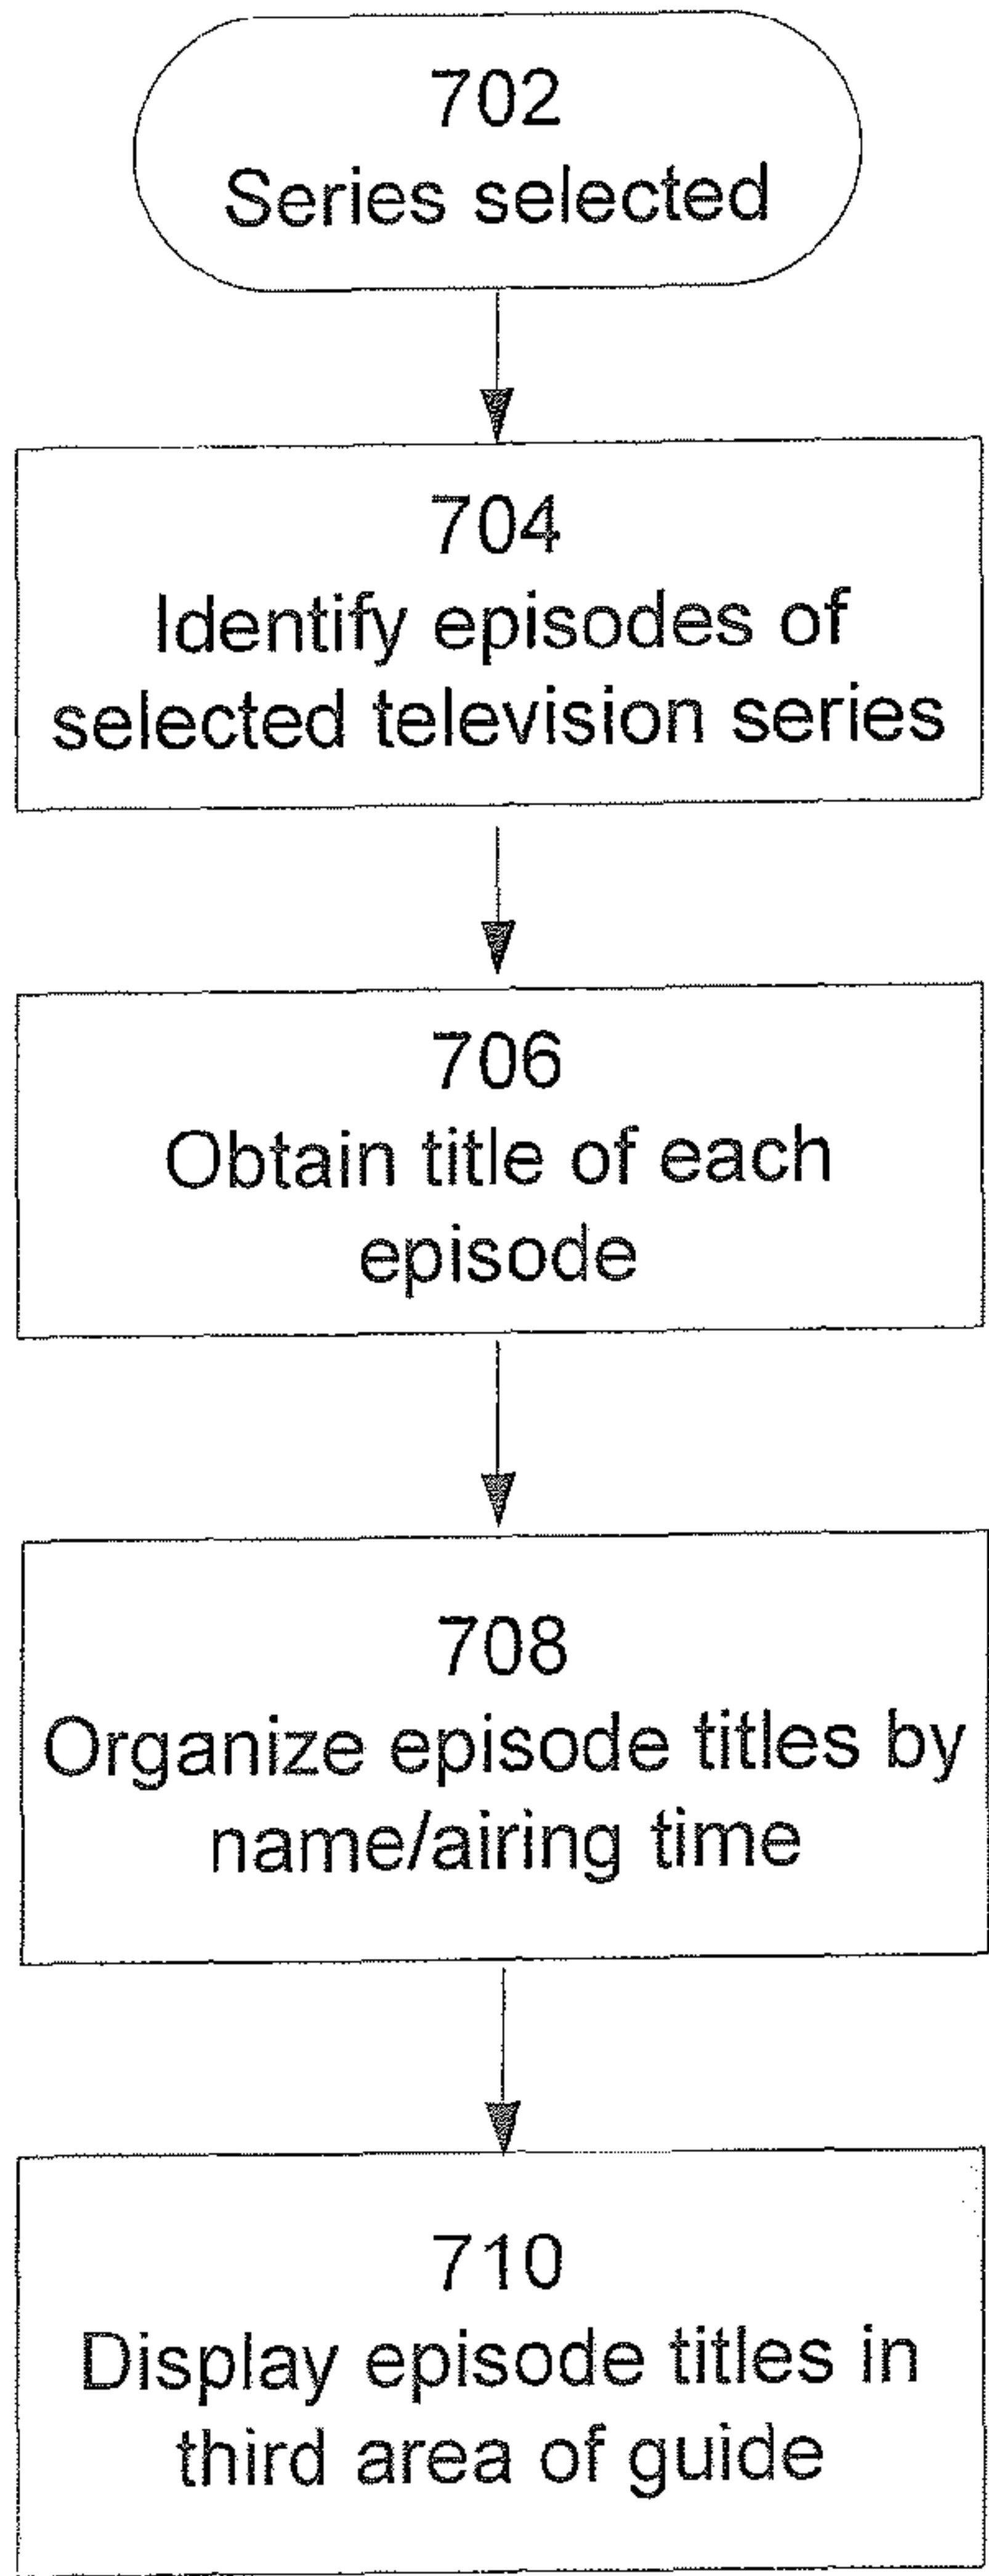 702
Series selected
704
Identify episodes of
selected television series
706
Obtain title of each
episode
708
Organize episode titles by
name/airing time
710
Display episode titles in
third area of guide